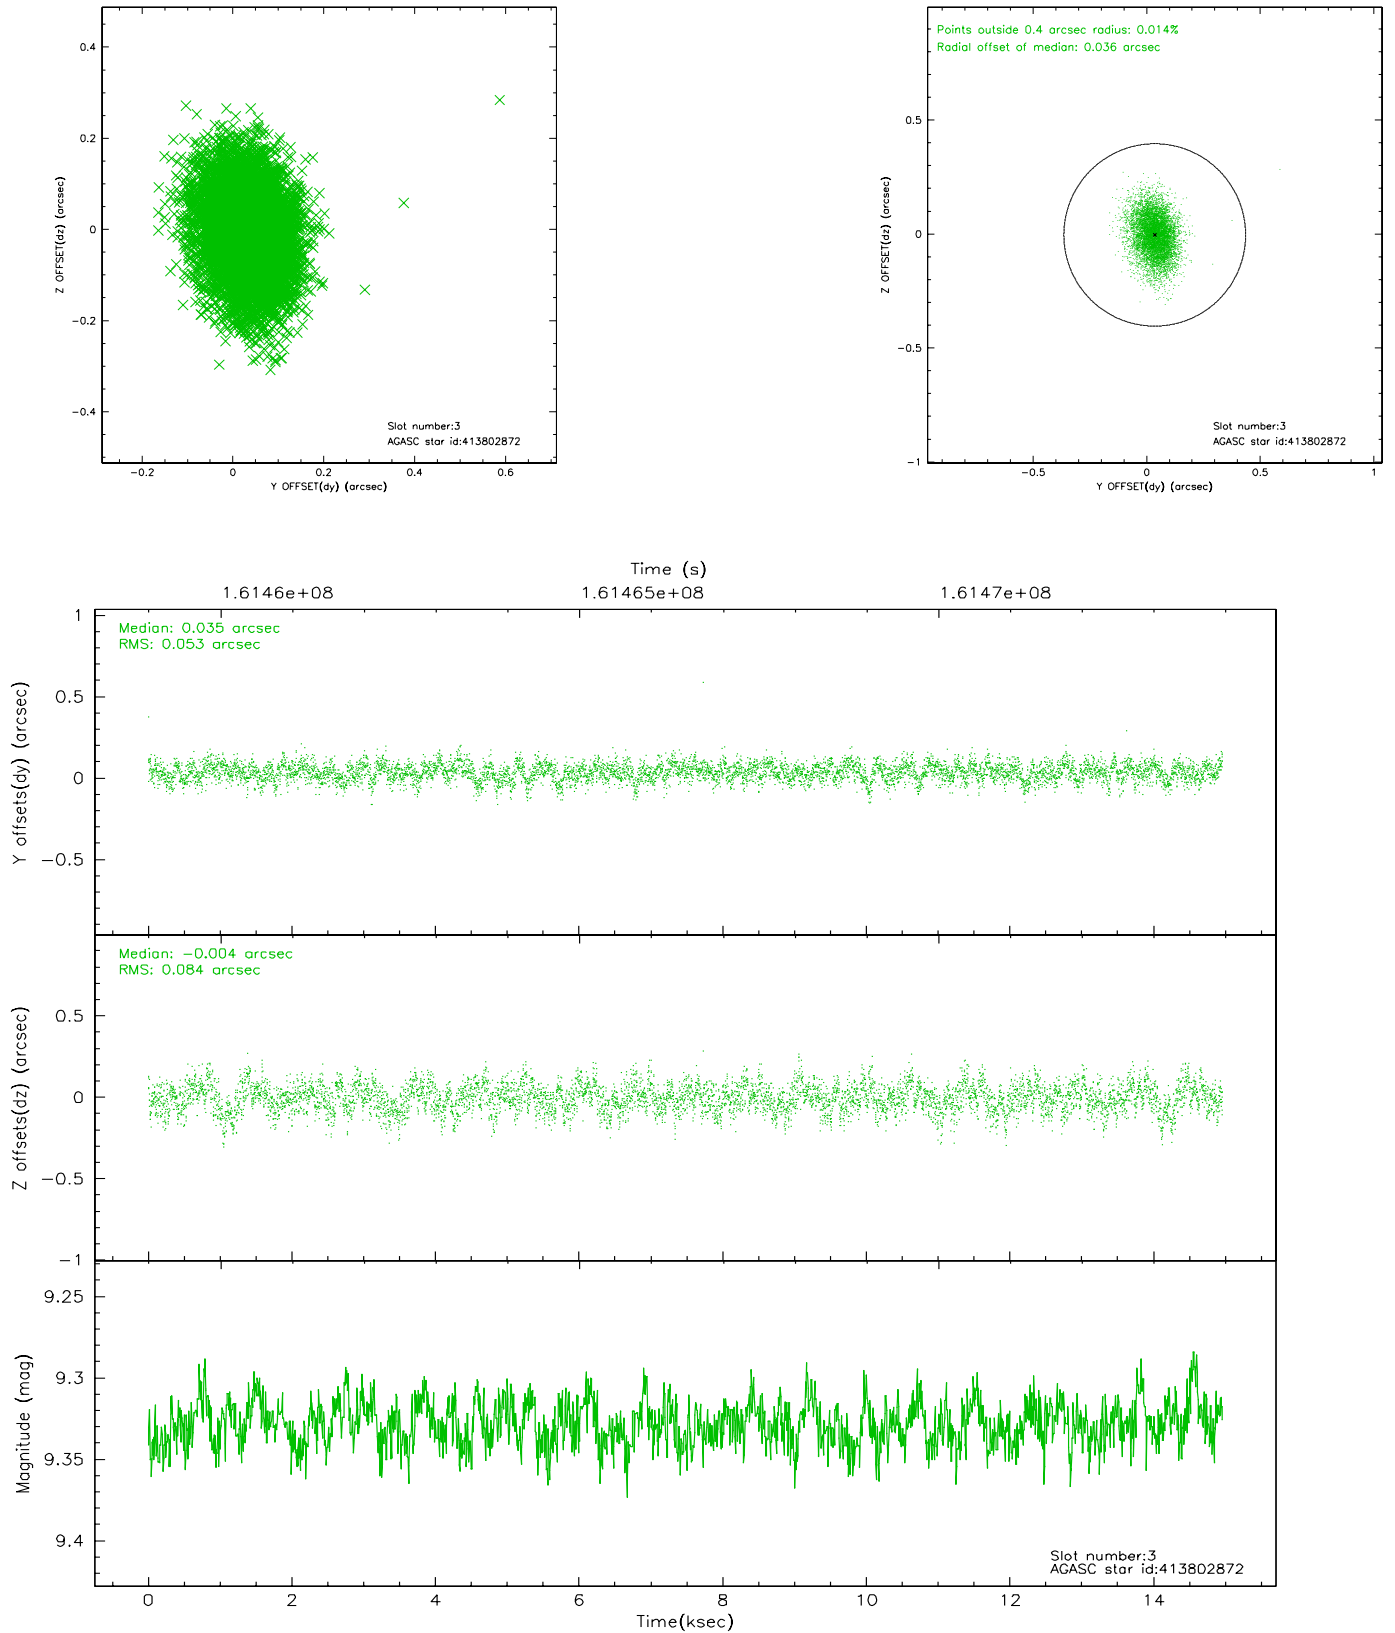 0.4
0.2
0
−0.2
−0.4
Z OFFSET(dz) (arcsec)
Slot number:3
AGASC star id:413802872
−0.2 0 0.2 0.4 0.6
Y OFFSET(dy) (arcsec)
Points outside 0.4 arcsec radius: 0.014%
Radial offset of median: 0.036 arcsec
0.5
0
−0.5
−1
Z OFFSET(dz) (arcsec)
Slot number:3
AGASC star id:413802872
−0.5 0 0.5 1
Y OFFSET(dy) (arcsec)
Time (s)
1.6146e+08 1.61465e+08 1.6147e+08
Median: 0.035 arcsec
RMS: 0.053 arcsec
1
0.5
0
−0.5
Y offsets(dy) (arcsec)
Median: −0.004 arcsec
RMS: 0.084 arcsec
0.5
0
−0.5
−1
Z offsets(dz) (arcsec)
9.25
9.3
9.35
9.4
Magnitude (mag)
Slot number:3
AGASC star id:413802872
0 2 4 6 8 10 12 14
Time(ksec)